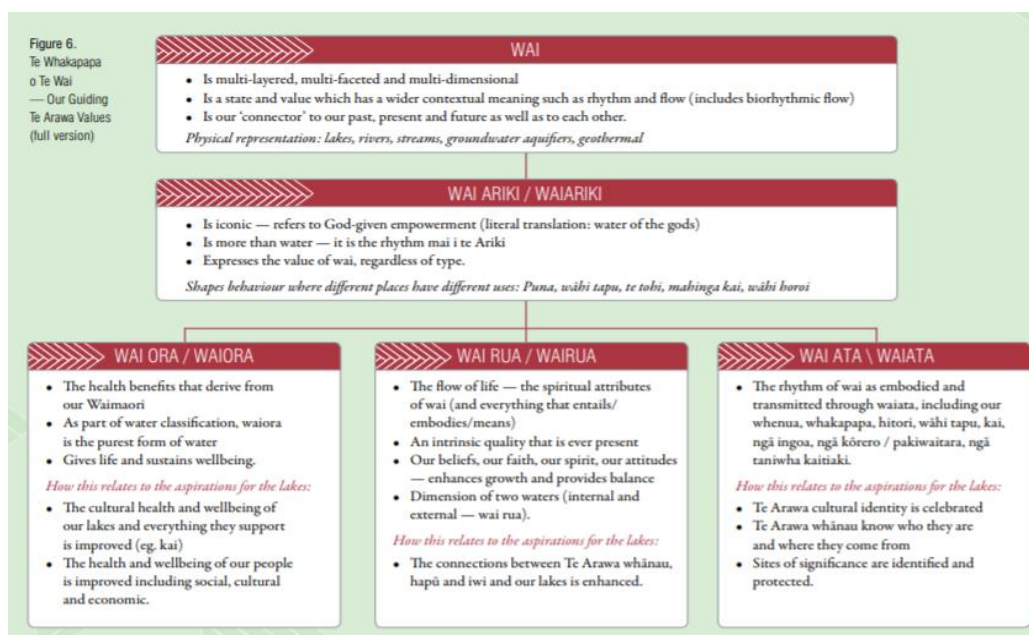 Figure 6.
Te Whakapapa
o Te Wai
— Our Guiding
Te Arawa Values
(full version)
WAI
• Is multi-layered, multi-faceted and multi-dimensional
• Is a state and value which has a wider contextual meaning such as rhythm and flow (includes biorhythmic flow)
• Is our ‘connector’ to our past, present and future as well as to each other.
Physical representation: lakes, rivers, streams, groundwater aquifiers, geothermal
WAI ARIKI / WAIARIKI
• Is iconic — refers to God-given empowerment (literal translation: water of the gods)
• Is more than water — it is the rhythm mai i te Ariki
• Expresses the value of wai, regardless of type.
Shapes behaviour where different places have different uses: Puna, wāhi tapu, te tohi, mahinga kai, wāhi horoi
WAI ORA / WAIORA
• The health benefits that derive from
our Waimaori
• As part of water classification, waiora
is the purest form of water
• Gives life and sustains wellbeing.
How this relates to the aspirations for the lakes:
• The cultural health and wellbeing of
our lakes and everything they support
is improved (eg. kai)
• The health and wellbeing of our people
is improved including social, cultural
and economic.
WAI RUA / WAIRUA
• The flow of life — the spiritual attributes
of wai (and everything that entails/
embodies/means)
• An intrinsic quality that is ever present
• Our beliefs, our faith, our spirit, our attitudes
— enhances growth and provides balance
• Dimension of two waters (internal and
external — wai rua).
How this relates to the aspirations for the lakes:
• The connections between Te Arawa whānau,
hapū and iwi and our lakes is enhanced.
WAI ATA \ WAIATA
• The rhythm of wai as embodied and
transmitted through waiata, including our
whenua, whakapapa, hitori, wāhi tapu, kai,
ngā ingoa, ngā kōrero / pakiwaitara, ngā
taniwha kaitiaki.
How this relates to the aspirations for the lakes:
• Te Arawa cultural identity is celebrated
• Te Arawa whānau know who they are
and where they come from
• Sites of significance are identified and
protected.